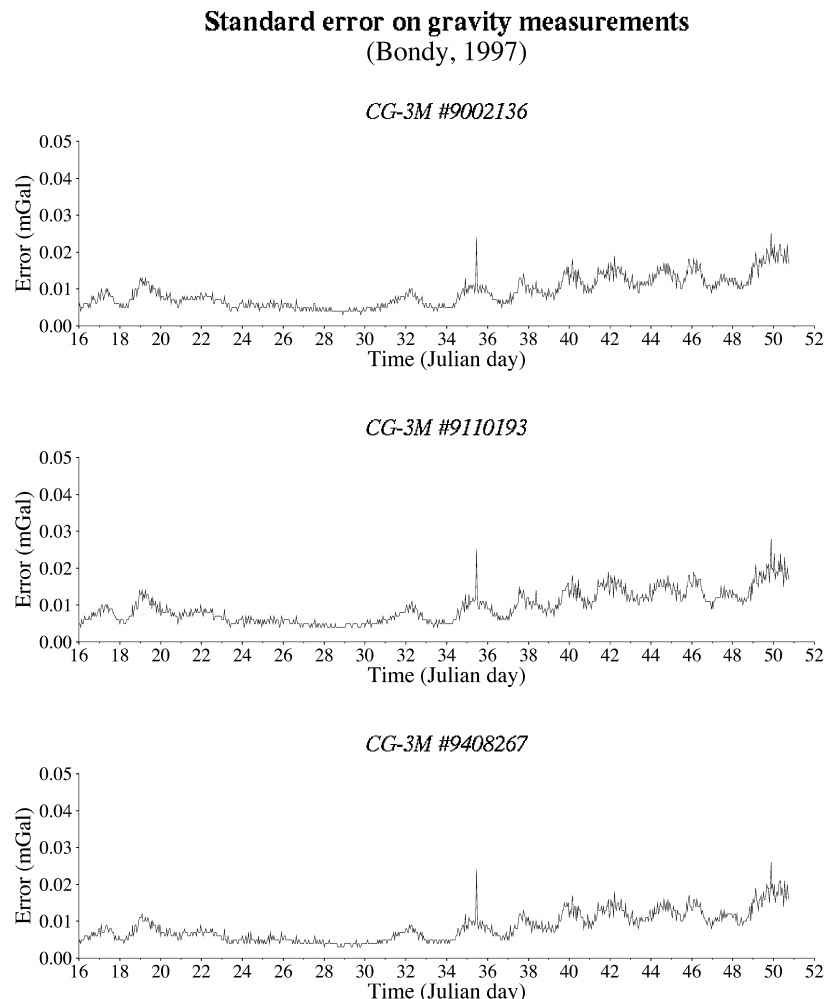 Standard error on gravity measurements
(Bondy, 1997)
CG-3M #9002136
0.05
0.04
0.03
0.02
0.01
0.00
Error (mGal)
16 18 20 22 24 26 28 30 32 34 36 38 40 42 44 46 48 50 52
Time (Julian day)
CG-3M #9110193
0.05
0.04
0.03
0.02
0.01
0.00
Error (mGal)
16 18 20 22 24 26 28 30 32 34 36 38 40 42 44 46 48 50 52
Time (Julian day)
CG-3M #9408267
0.05
0.04
0.03
0.02
0.01
0.00
Error (mGal)
16 18 20 22 24 26 28 30 32 34 36 38 40 42 44 46 48 50 52
Time (Julian day)